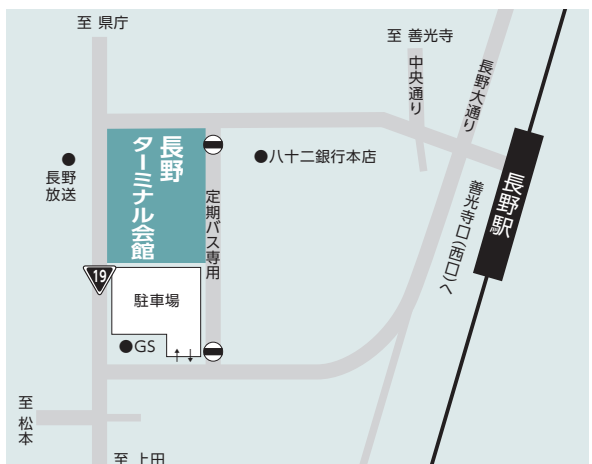 至 県庁
至 善光寺
中央通り
長野大通り
長野
ターミナル会館
●八十二銀行本店
長野
放送
定期バス専用
長野駅
善光寺口(西口)へ
19
駐車場
●GS
至
松本
至 上田